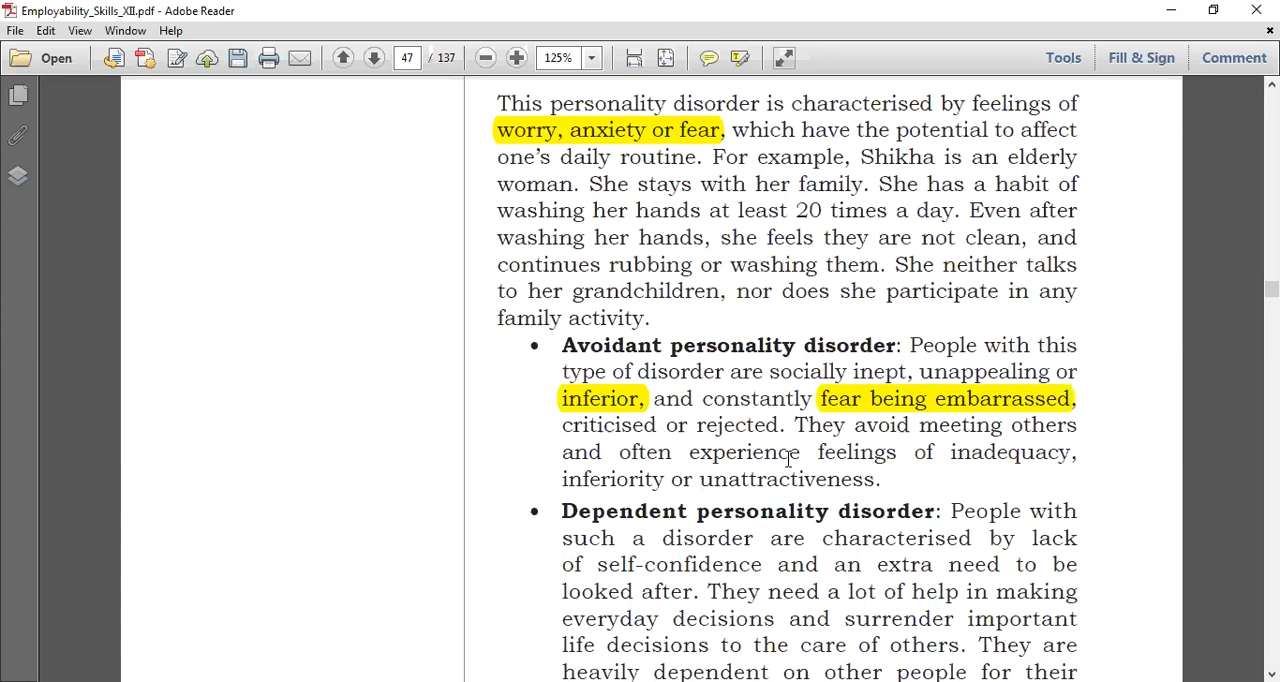 Employability_Skills_XII.pdf - Adobe Reader
File Edit View Window Help
Open 47 / 137 125% Tools Fill & Sign Comment
This personality disorder is characterised by feelings of
worry, anxiety or fear, which have the potential to affect
one’s daily routine. For example, Shikha is an elderly
woman. She stays with her family. She has a habit of
washing her hands at least 20 times a day. Even after
washing her hands, she feels they are not clean, and
continues rubbing or washing them. She neither talks
to her grandchildren, nor does she participate in any
family activity.
• Avoidant personality disorder: People with this
type of disorder are socially inept, unappealing or
inferior, and constantly fear being embarrassed,
criticised or rejected. They avoid meeting others
and often experience feelings of inadequacy,
inferiority or unattractiveness.
• Dependent personality disorder: People with
such a disorder are characterised by lack
of self-confidence and an extra need to be
looked after. They need a lot of help in making
everyday decisions and surrender important
life decisions to the care of others. They are
heavily dependent on other people for their